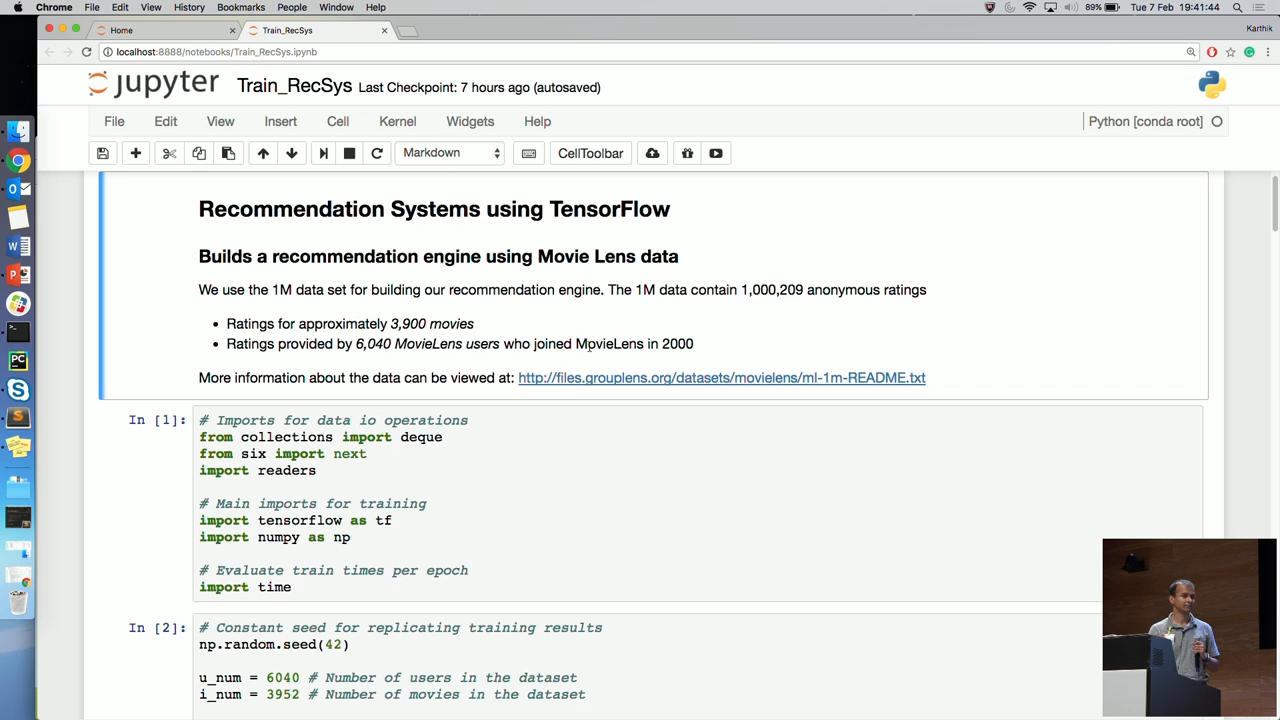 Chrome File Edit View History Bookmarks People Window Help 89% Tue 7 Feb 19:41:44
Home Train_RecSys Karthik
localhost:8888/notebooks/Train_RecSys.ipynb
jupyter Train_RecSys Last Checkpoint: 7 hours ago (autosaved)
File Edit View Insert Cell Kernel Widgets Help Python [conda root]
Markdown CellToolbar
Recommendation Systems using TensorFlow
Builds a recommendation engine using Movie Lens data
We use the 1M data set for building our recommendation engine. The 1M data contain 1,000,209 anonymous ratings
• Ratings for approximately 3,900 movies
• Ratings provided by 6,040 MovieLens users who joined MovieLens in 2000
More information about the data can be viewed at: http://files.grouplens.org/datasets/movielens/ml-1m-README.txt
In [1]: # Imports for data io operations
from collections import deque
from six import next
import readers
# Main imports for training
import tensorflow as tf
import numpy as np
# Evaluate train times per epoch
import time
In [2]: # Constant seed for replicating training results
np.random.seed(42)
u_num = 6040 # Number of users in the dataset
i_num = 3952 # Number of movies in the dataset